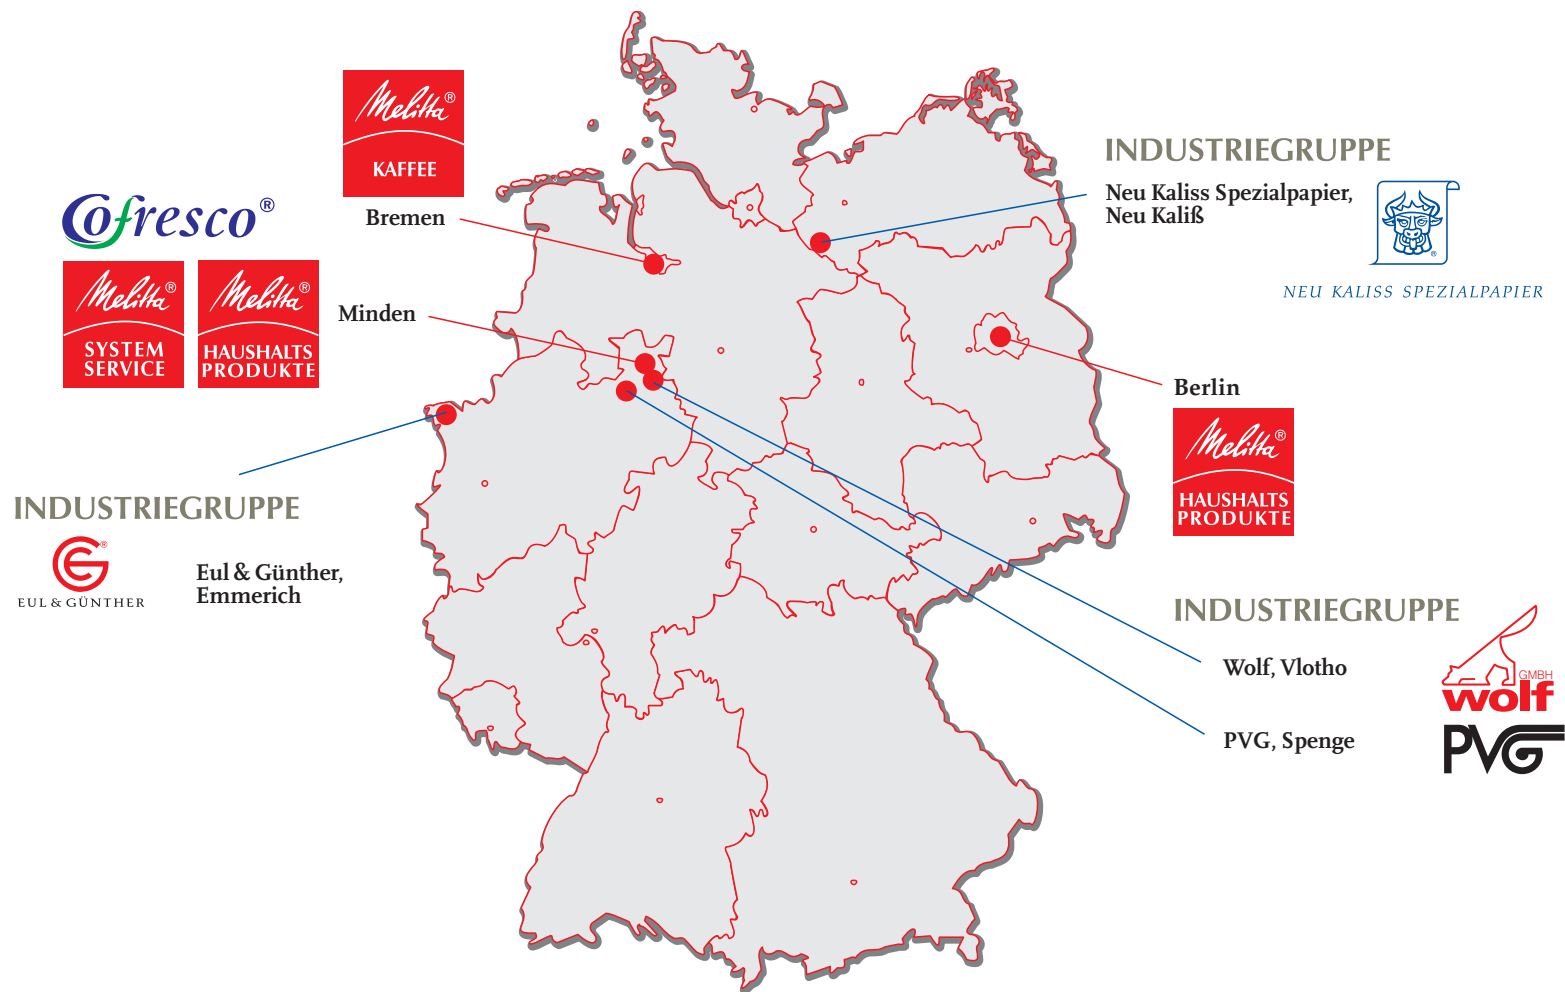 Melitta®
KAFFEE
Bremen
Cofresco®
Melitta®
SYSTEM
SERVICE
Melitta®
HAUSHALTS
PRODUKTE
Minden
INDUSTRIEGRUPPE
EUL & GÜNTHER
®
Eul & Günther,
Emmerich
INDUSTRIEGRUPPE
Neu Kaliss Spezialpapier,
Neu Kaliß
®
NEU KALISS SPEZIALPAPIER
Berlin
Melitta®
HAUSHALTS
PRODUKTE
INDUSTRIEGRUPPE
Wolf, Vlotho
GMBH
wolf
PVG, Spenge
PVG